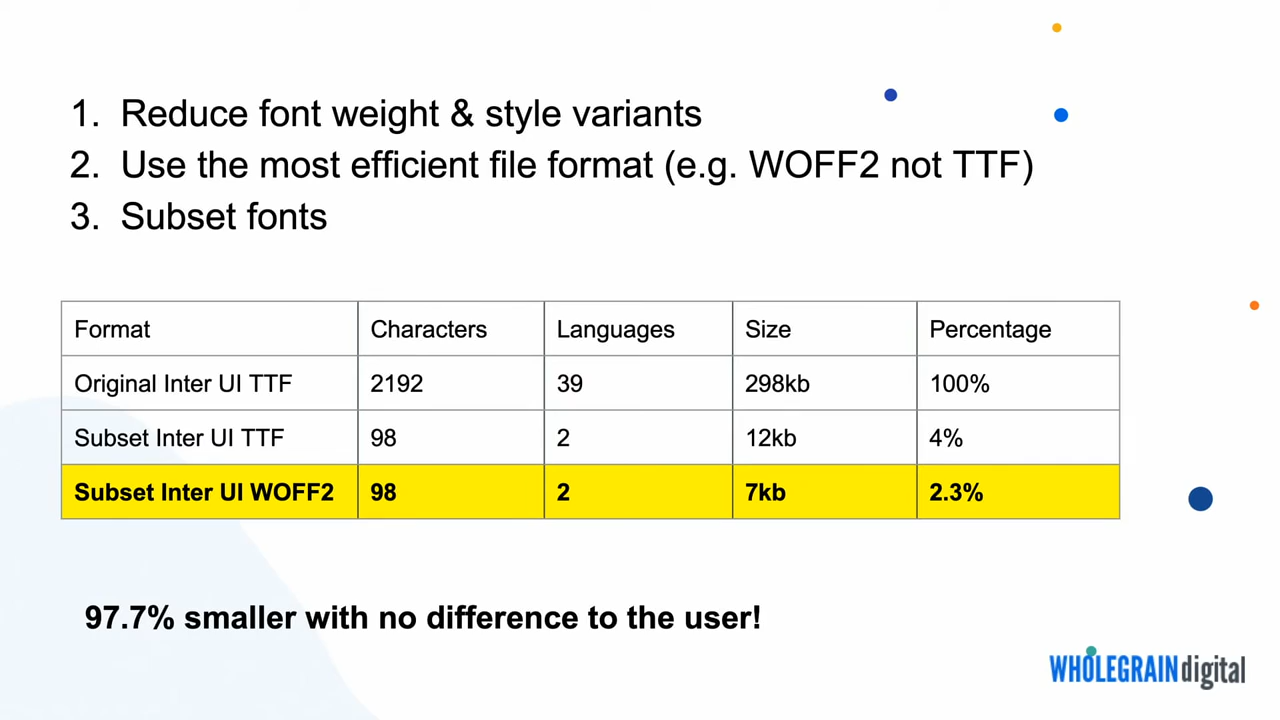 1. Reduce font weight & style variants
2. Use the most efficient file format (e.g. WOFF2 not TTF)
3. Subset fonts
Format Characters Languages Size Percentage
Original Inter UI TTF 2192 39 298kb 100%
Subset Inter UI TTF 98 2 12kb 4%
Subset Inter UI WOFF2 98 2 7kb 2.3%
97.7% smaller with no difference to the user!
WHOLEGRAIN digital